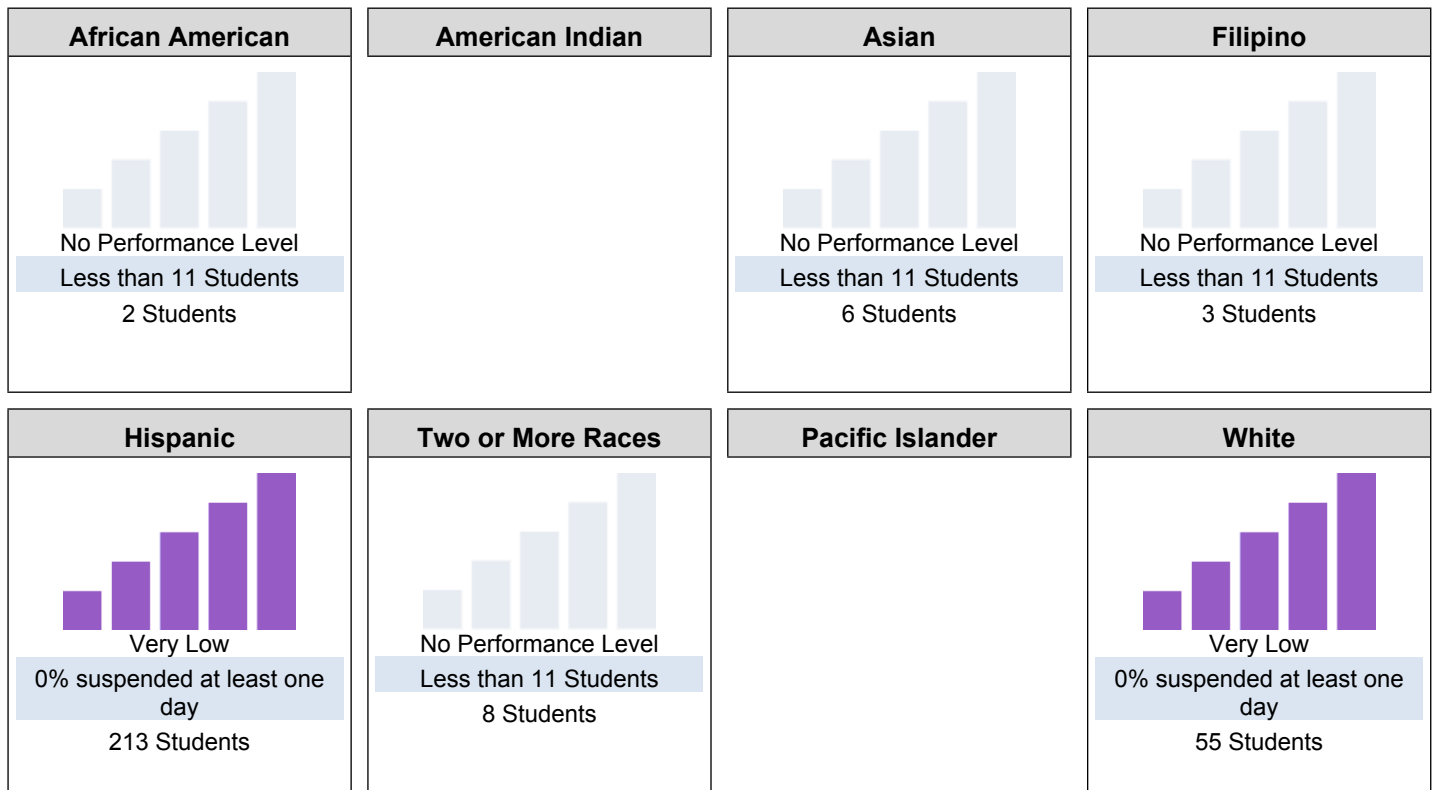 African American
American Indian
Asian
Filipino
No Performance Level
Less than 11 Students
2 Students
No Performance Level
Less than 11 Students
6 Students
No Performance Level
Less than 11 Students
3 Students
Hispanic
Two or More Races
Pacific Islander
White
Very Low
0% suspended at least one
day
213 Students
No Performance Level
Less than 11 Students
8 Students
Very Low
0% suspended at least one
day
55 Students